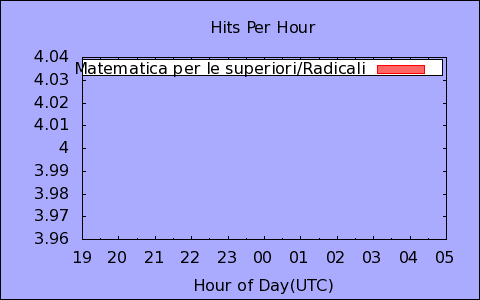 Hits Per Hour
4.04
Matematica per le superiori/Radicali
4.03
4.02
4.01
4
3.99
3.98
3.97
3.96
19 20 21 22 23 00 01 02 03 04 05
Hour of Day(UTC)